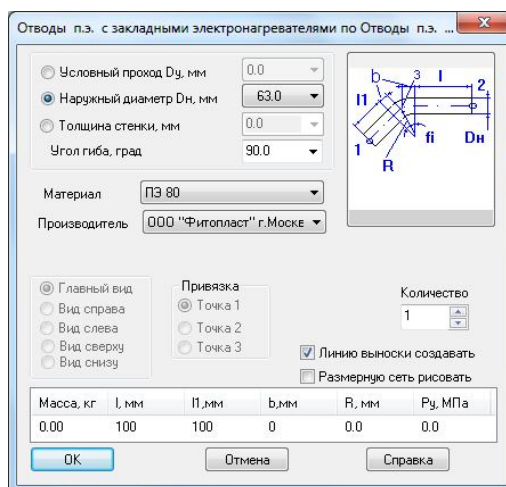 Отводы п.э. с закладными электронагревателями по Отводы п.э. ...
Условный проход Dу, мм 0.0
Наружный диаметр Dн, мм 63.0
Толщина стенки, мм 0.0
Угол гиба, град 90.0
b 3 l 2
l1
1 fi Dн
R
Материал ПЭ 80
Производитель ООО "Фитопласт" г.Москв
Главный вид
Вид справа
Вид слева
Вид сверху
Вид снизу
Привязка
Точка 1
Точка 2
Точка 3
Количество
1
Линию выноски создавать
Размерную сеть рисовать
Масса, кг l, мм l1,мм b,мм R, мм Ру, МПа
0.00 100 100 0 0.0 0.0
OK Отмена Справка